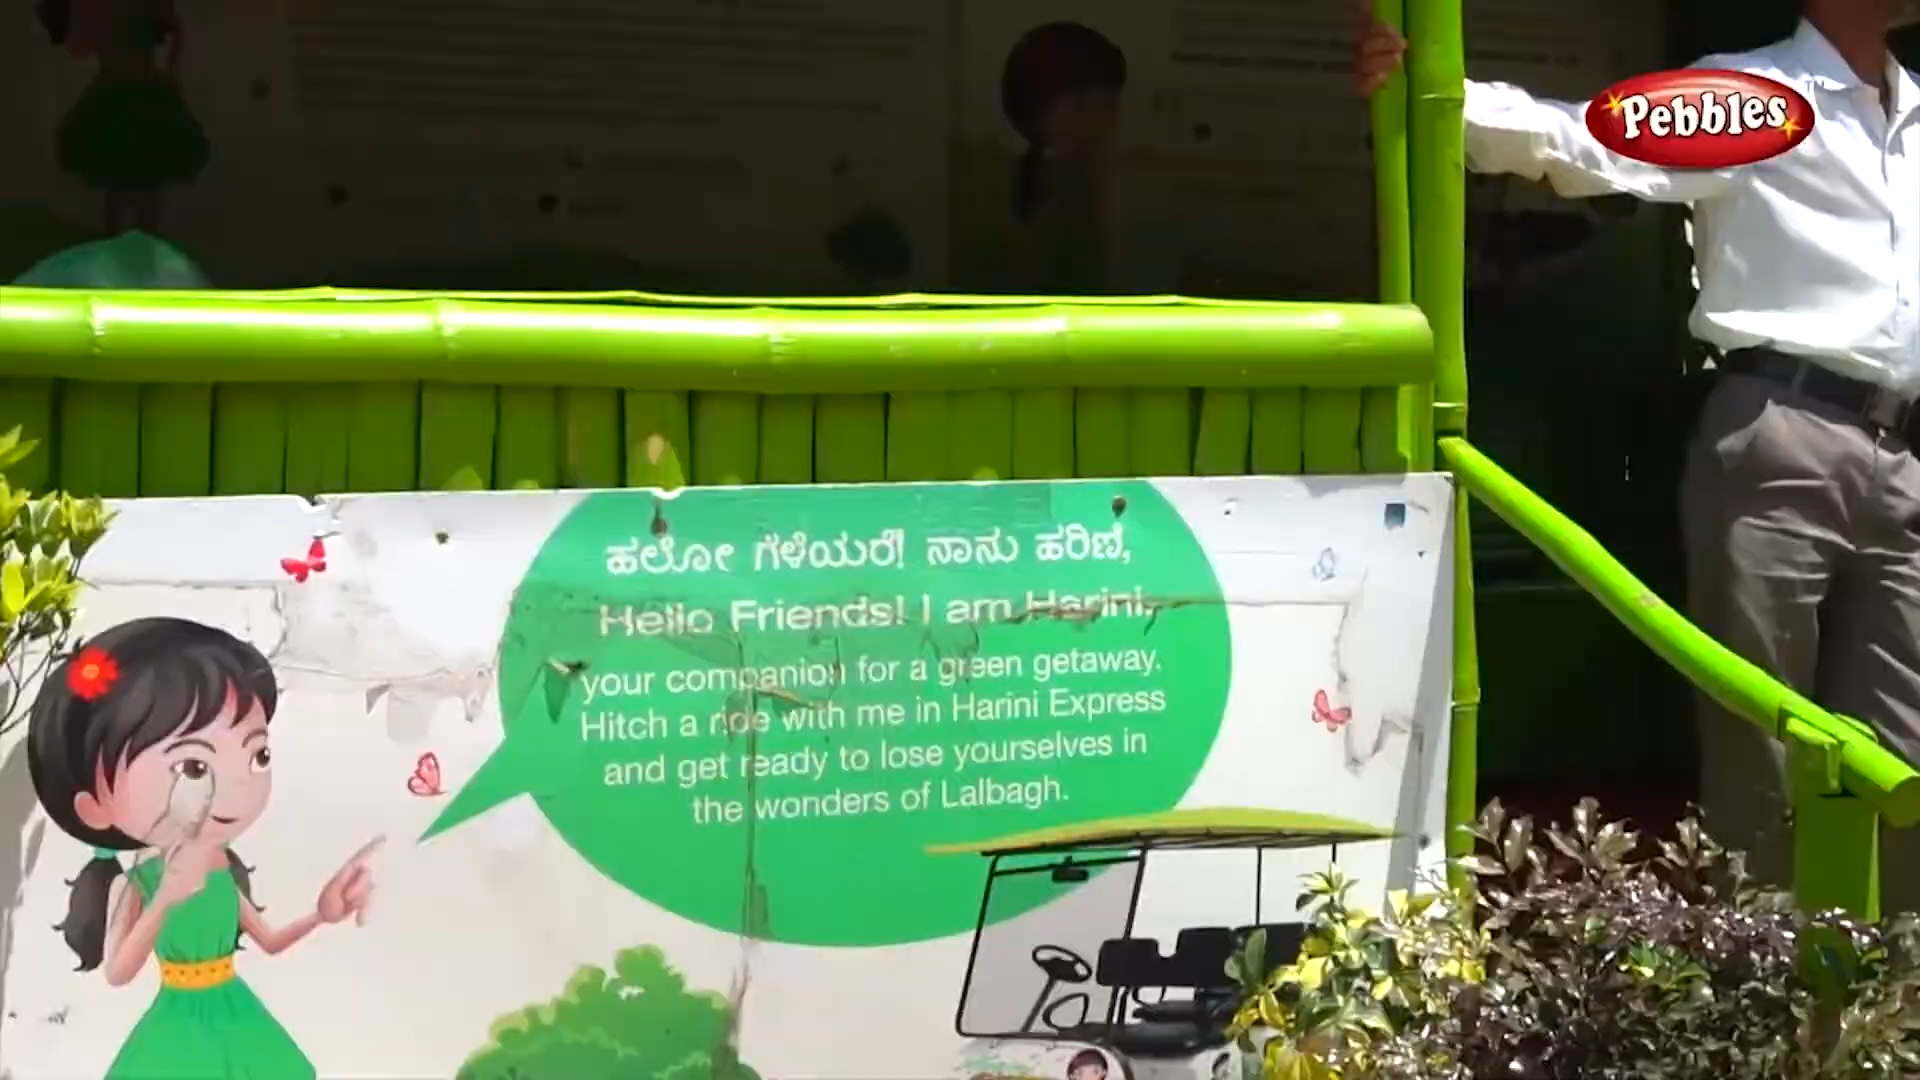 Pebbles
ಹಲೋ ಗೆಳೆಯರೆ! ನಾನು ಹರಿಣಿ,
Hello Friends! I am Harini,
your companion for a green getaway.
Hitch a ride with me in Harini Express
and get ready to lose yourselves in
the wonders of Lalbagh.